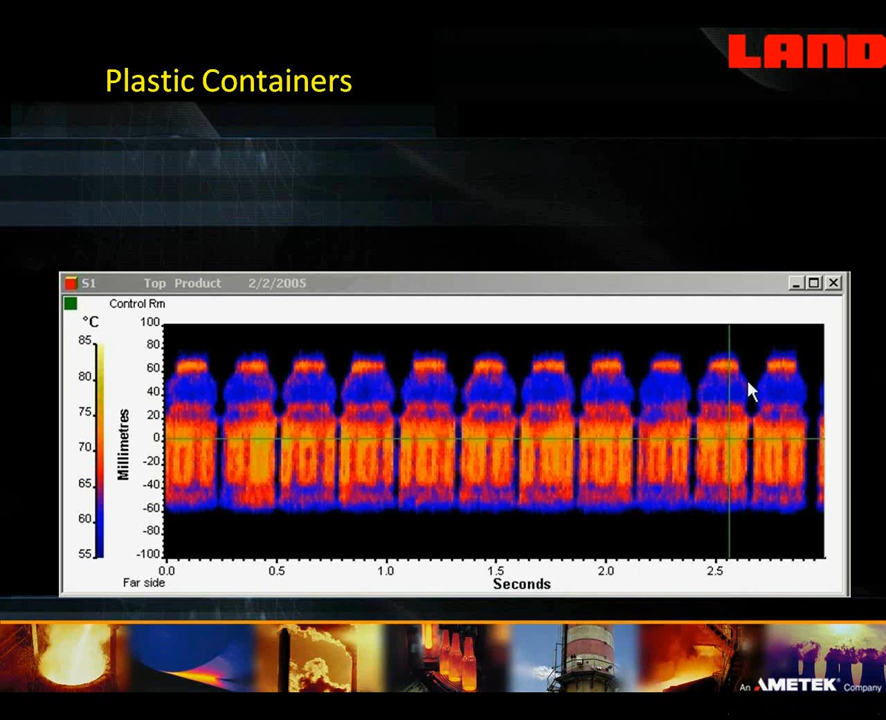 LAND
Plastic Containers
S1 Top Product 2/2/2005
Control Rm
°C
85
80
75
70
65
60
55
Millimetres
100
80
60
40
20
0
-20
-40
-60
-80
-100
0.0 0.5 1.0 1.5 2.0 2.5
Far side
Seconds
An AMETEK® Company